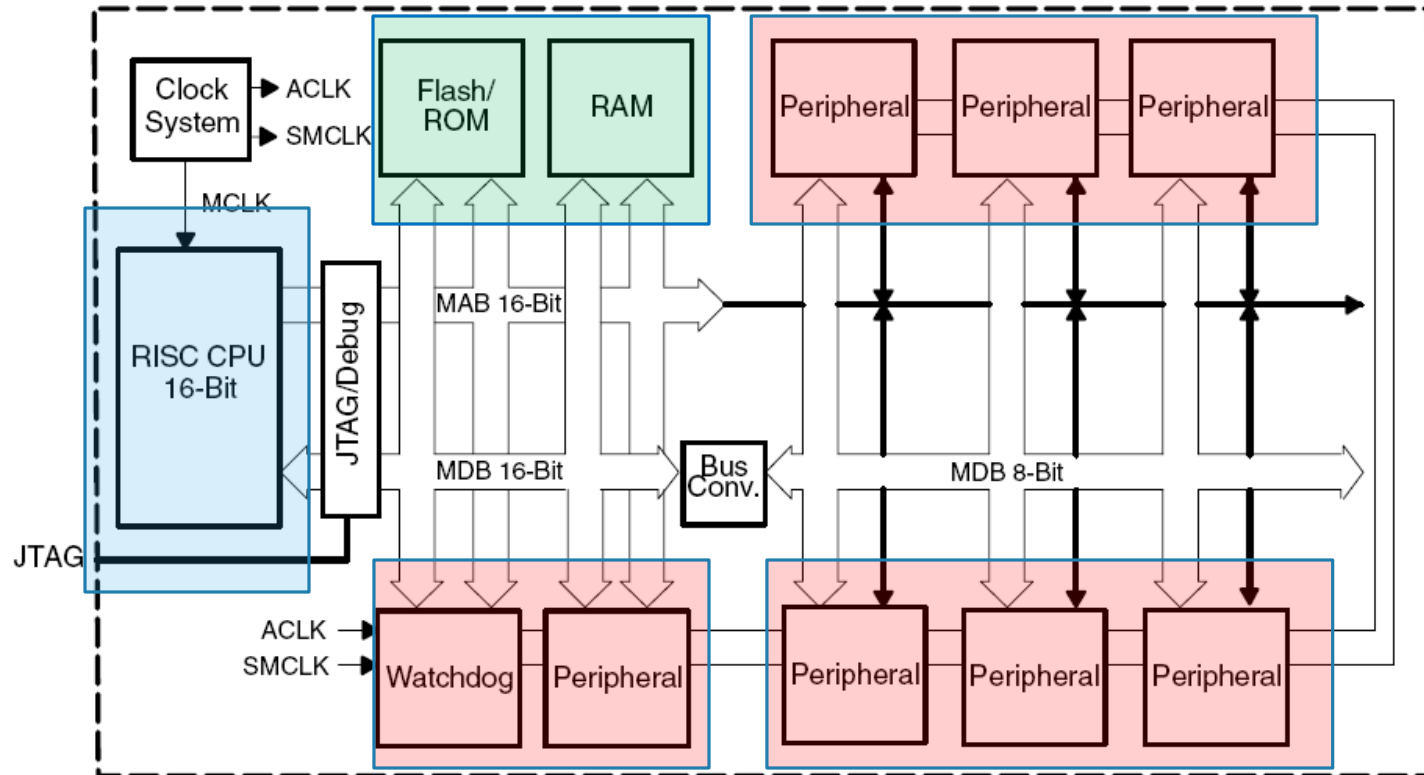 Clock
System
ACLK
SMCLK
MCLK
Flash/
ROM
RAM
Peripheral
Peripheral
Peripheral
RISC CPU
16-Bit
JTAG/Debug
MAB 16-Bit
MDB 16-Bit
Bus
Conv.
MDB 8-Bit
JTAG
ACLK
SMCLK
Watchdog
Peripheral
Peripheral
Peripheral
Peripheral